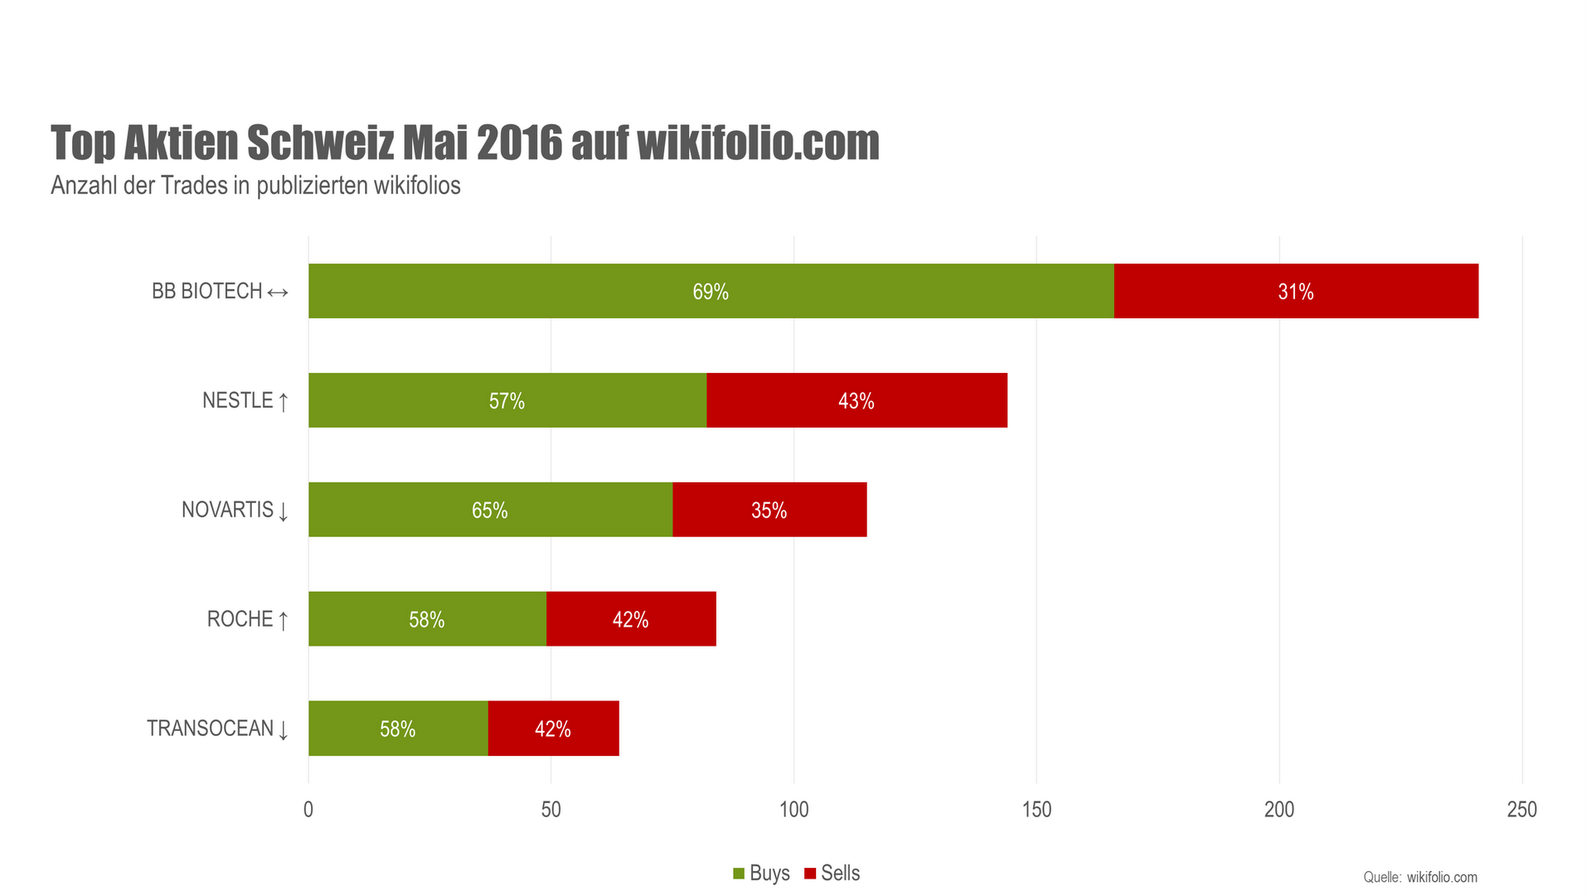 Top Aktien Schweiz Mai 2016 auf wikifolio.com
Anzahl der Trades in publizierten wikifolios
BB BIOTECH ↔ 69% 31%
NESTLE ↑ 57% 43%
NOVARTIS ↓ 65% 35%
ROCHE ↑ 58% 42%
TRANSOCEAN ↓ 58% 42%
0 50 100 150 200 250
Buys Sells
Quelle: wikifolio.com